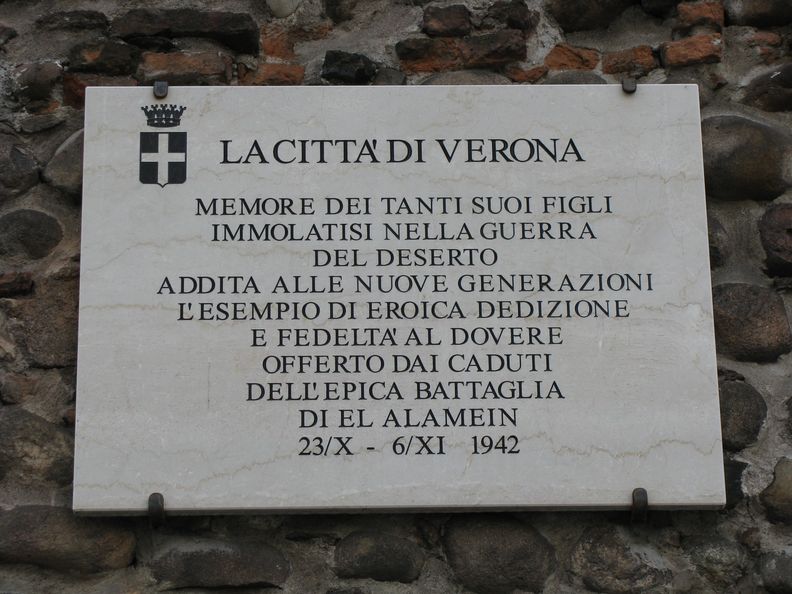 LA CITTA' DI VERONA
MEMORE DEI TANTI SUOI FIGLI
IMMOLATISI NELLA GUERRA
DEL DESERTO
ADDITA ALLE NUOVE GENERAZIONI
L'ESEMPIO DI EROICA DEDIZIONE
E FEDELTA' AL DOVERE
OFFERTO DAI CADUTI
DELL'EPICA BATTAGLIA
DI EL ALAMEIN
23/X - 6/XI 1942